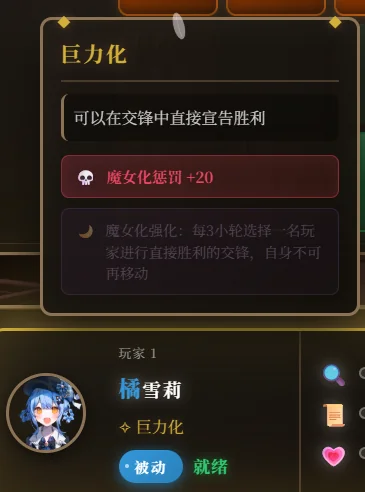 巨力化
可以在交锋中直接宣告胜利
魔女化惩罚 +20
魔女化强化：每3小轮选择一名玩
家进行直接胜利的交锋，自身不可
再移动
玩家 1
橘雪莉
巨力化
被动 就绪